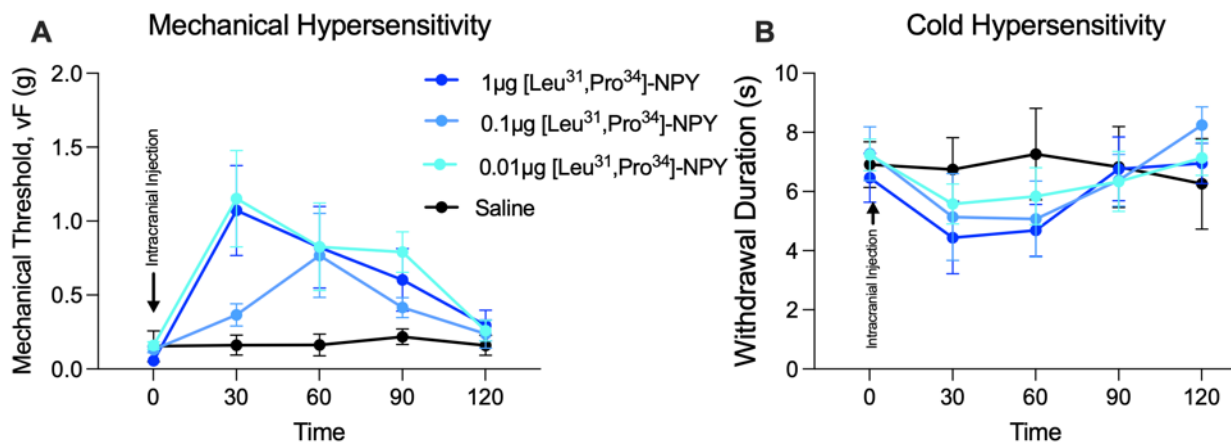 A
Mechanical Hypersensitivity
Mechanical Threshold, vF (g)
2.0
1.5
1.0
0.5
0.0
Intracranial Injection
1µg [Leu³¹,Pro³⁴]-NPY
0.1µg [Leu³¹,Pro³⁴]-NPY
0.01µg [Leu³¹,Pro³⁴]-NPY
Saline
0 30 60 90 120
Time
B
Cold Hypersensitivity
Withdrawal Duration (s)
10
8
6
4
2
0
Intracranial Injection
0 30 60 90 120
Time